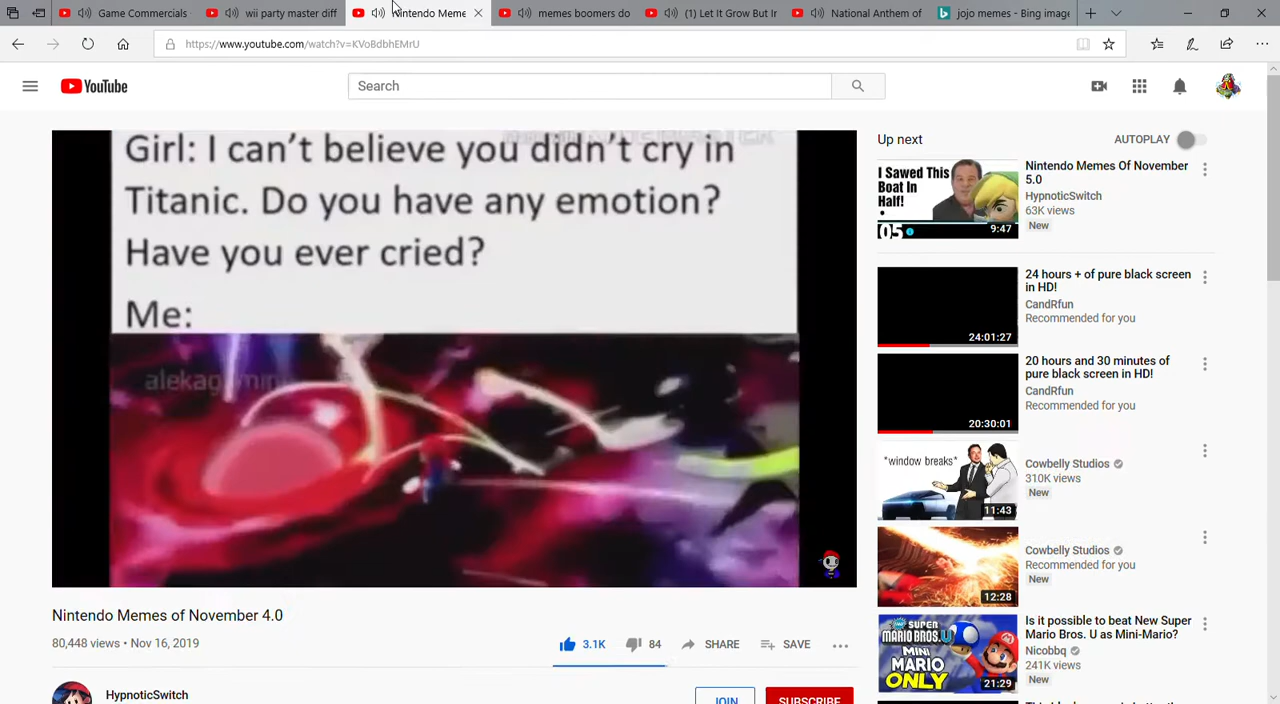 Game Commercials
wii party master diff
Nintendo Meme
memes boomers do
(1) Let It Grow But Ir
National Anthem of
jojo memes - Bing image
https://www.youtube.com/watch?v=KVoBdbhEMrU
YouTube
Search
Girl: I can't believe you didn't cry in
Titanic. Do you have any emotion?
Have you ever cried?
Me:
Nintendo Memes of November 4.0
80,448 views • Nov 16, 2019
3.1K
84
SHARE
SAVE
HypnoticSwitch
JOIN
SUBSCRIBE
Up next
AUTOPLAY
I Sawed This
Boat In
Half!
05
9:47
Nintendo Memes Of November
5.0
HypnoticSwitch
63K views
New
24:01:27
24 hours + of pure black screen
in HD!
CandRfun
Recommended for you
20:30:01
20 hours and 30 minutes of
pure black screen in HD!
CandRfun
Recommended for you
*window breaks*
11:43
Cowbelly Studios
310K views
New
12:28
Cowbelly Studios
Recommended for you
New
SUPER
MARIO BROS. U
MINI
MARIO
ONLY
21:29
Is it possible to beat New Super
Mario Bros. U as Mini-Mario?
Nicobbq
241K views
New